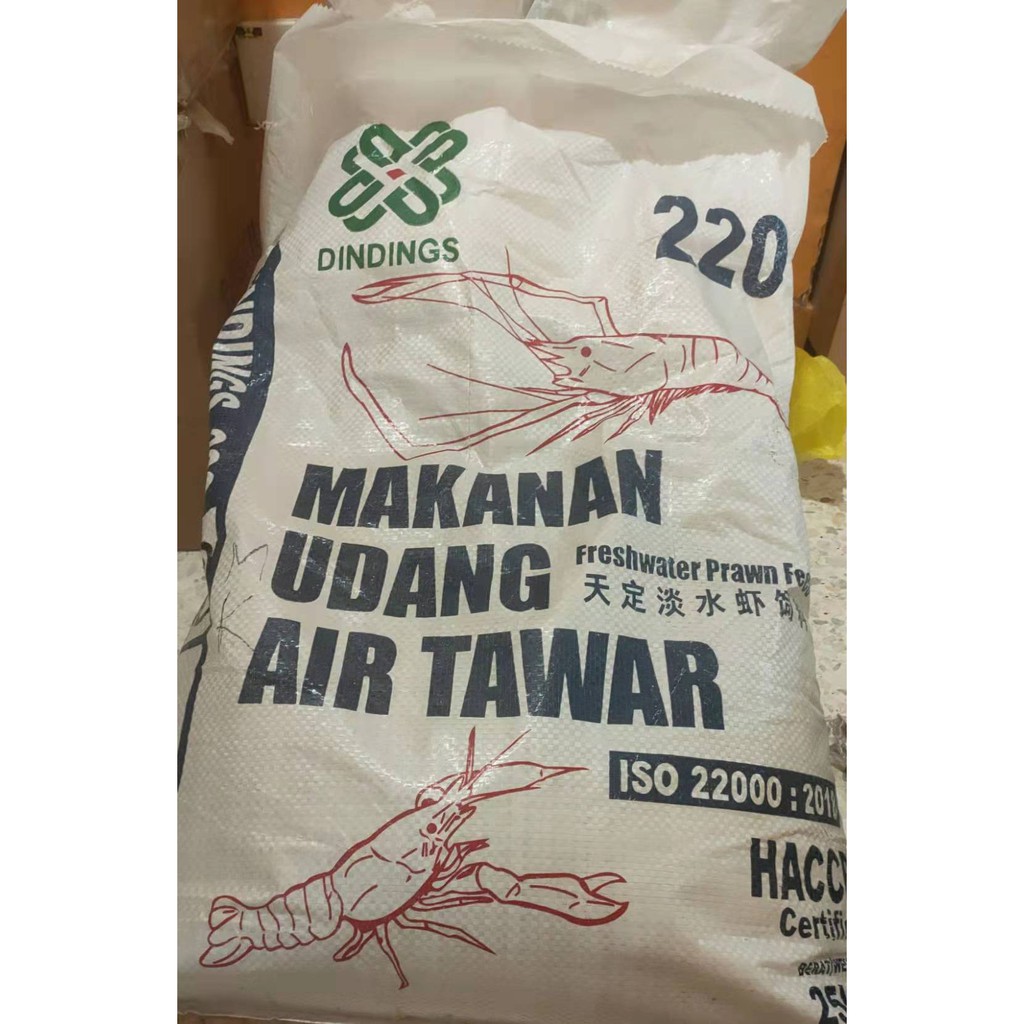 DINDINGS
220
MAKANAN
UDANG
Freshwater Prawn
天定淡水虾
AIR TAWAR
ISO 22000 :